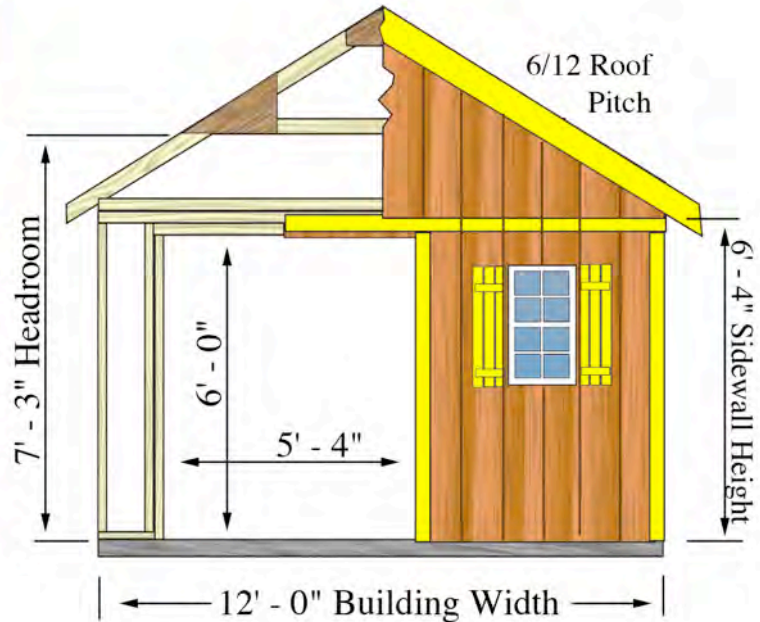 6/12 Roof
Pitch
7' - 3" Headroom
6' - 0"
5' - 4"
6' - 4" Sidewall Height
12' - 0" Building Width